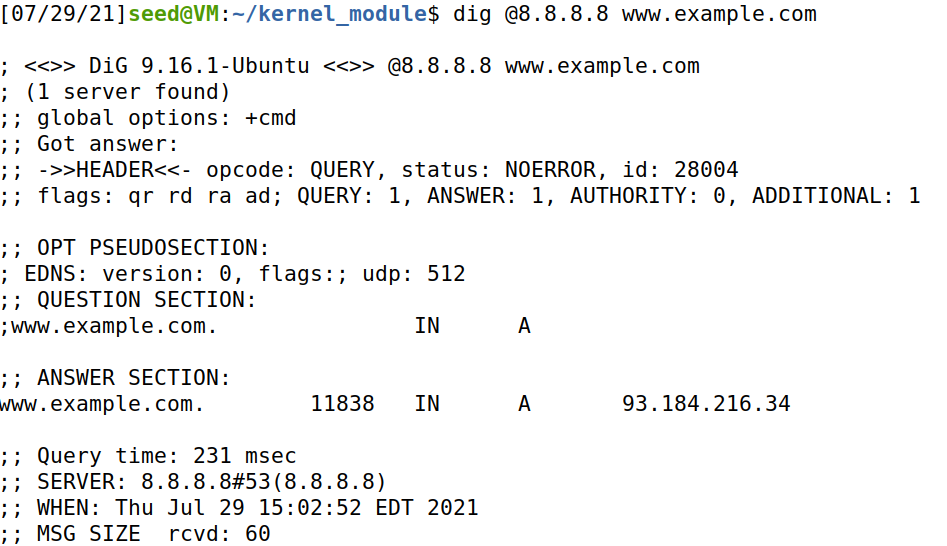 [07/29/21]seed@VM:~/kernel_module$ dig @8.8.8.8 www.example.com
; <<>> DiG 9.16.1-Ubuntu <<>> @8.8.8.8 www.example.com
; (1 server found)
;; global options: +cmd
;; Got answer:
;; ->>HEADER<<- opcode: QUERY, status: NOERROR, id: 28004
;; flags: qr rd ra ad; QUERY: 1, ANSWER: 1, AUTHORITY: 0, ADDITIONAL: 1
;; OPT PSEUDOSECTION:
; EDNS: version: 0, flags:; udp: 512
;; QUESTION SECTION:
;www.example.com. IN A
;; ANSWER SECTION:
www.example.com. 11838 IN A 93.184.216.34
;; Query time: 231 msec
;; SERVER: 8.8.8.8#53(8.8.8.8)
;; WHEN: Thu Jul 29 15:02:52 EDT 2021
;; MSG SIZE  rcvd: 60